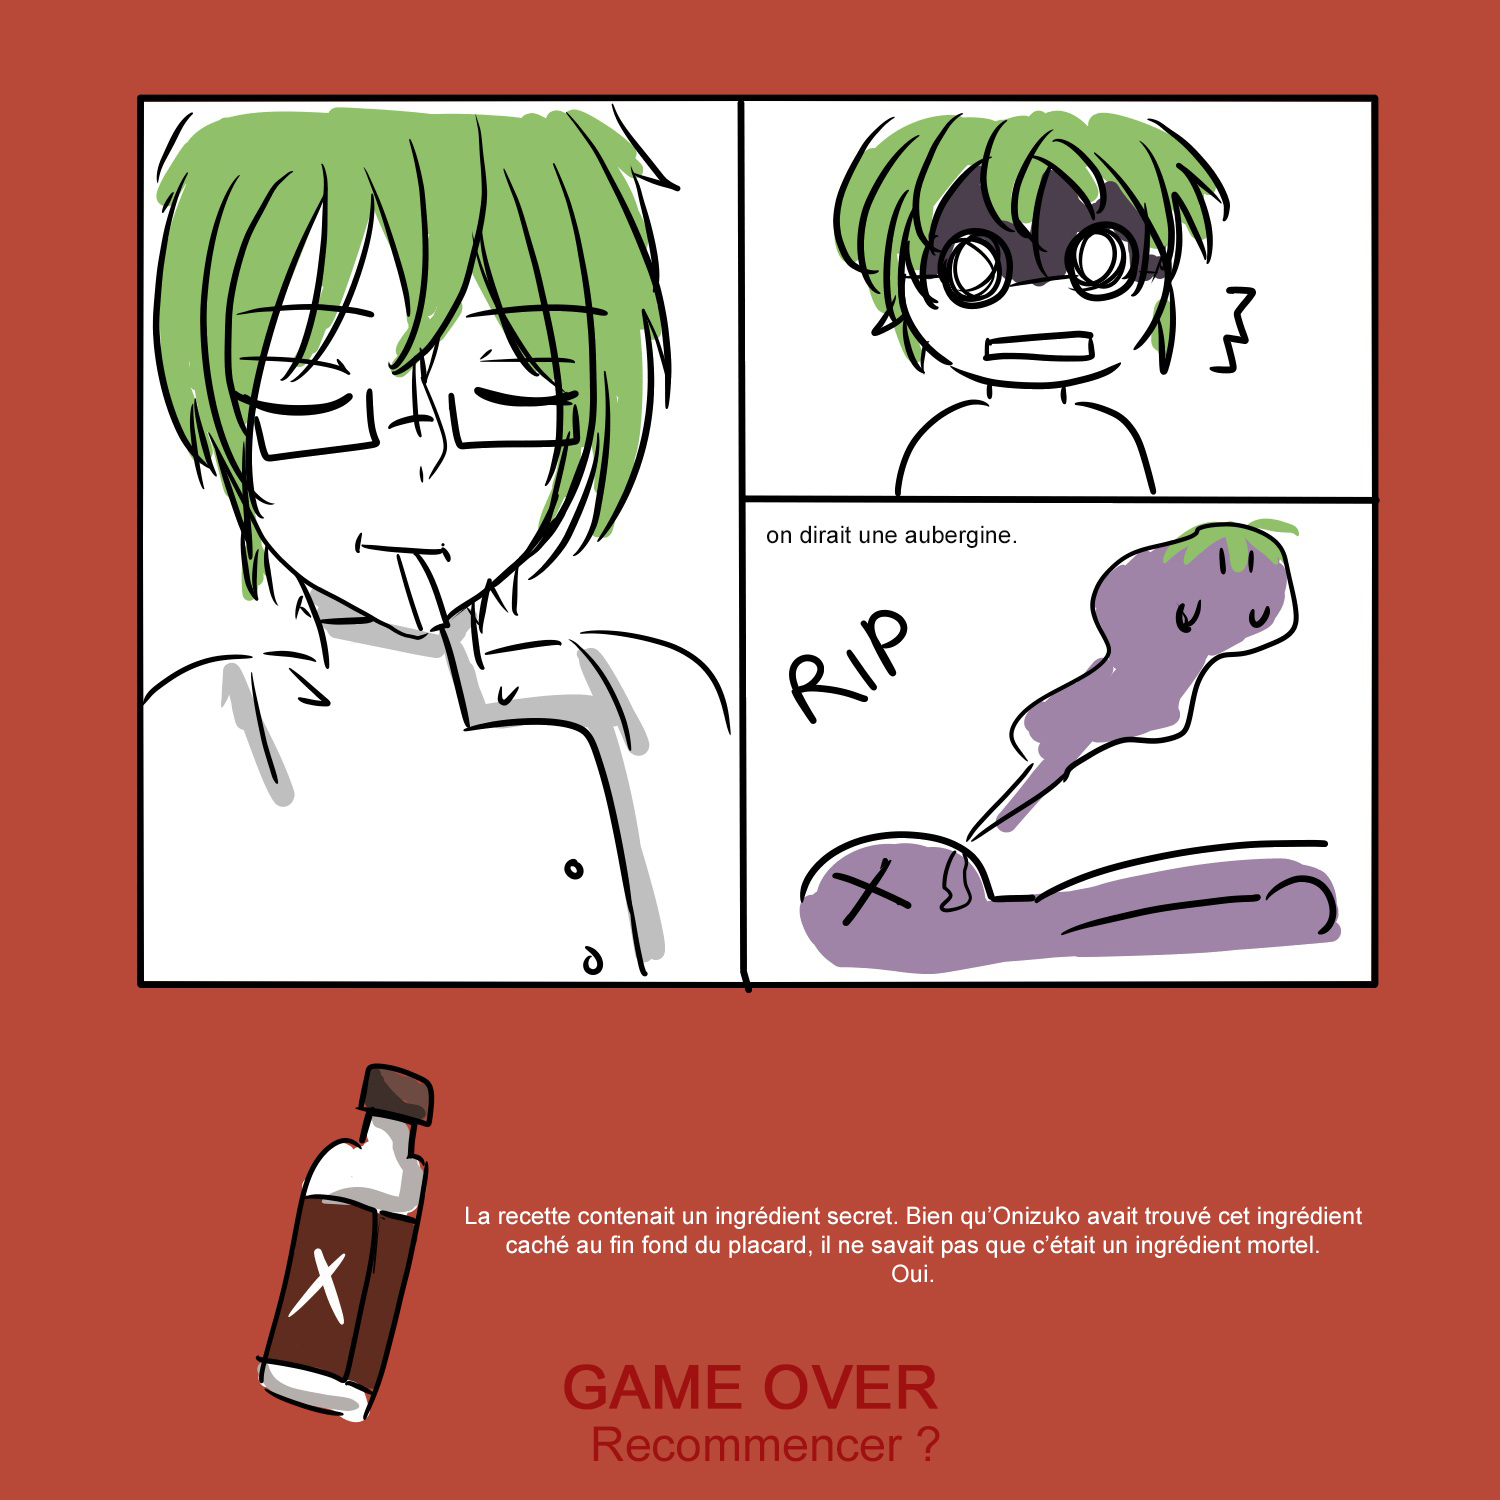 on dirait une aubergine.
RIP
La recette contenait un ingrédient secret. Bien qu’Onizuko avait trouvé cet ingrédient
caché au fin fond du placard, il ne savait pas que c’était un ingrédient mortel.
Oui.
GAME OVER
Recommencer ?